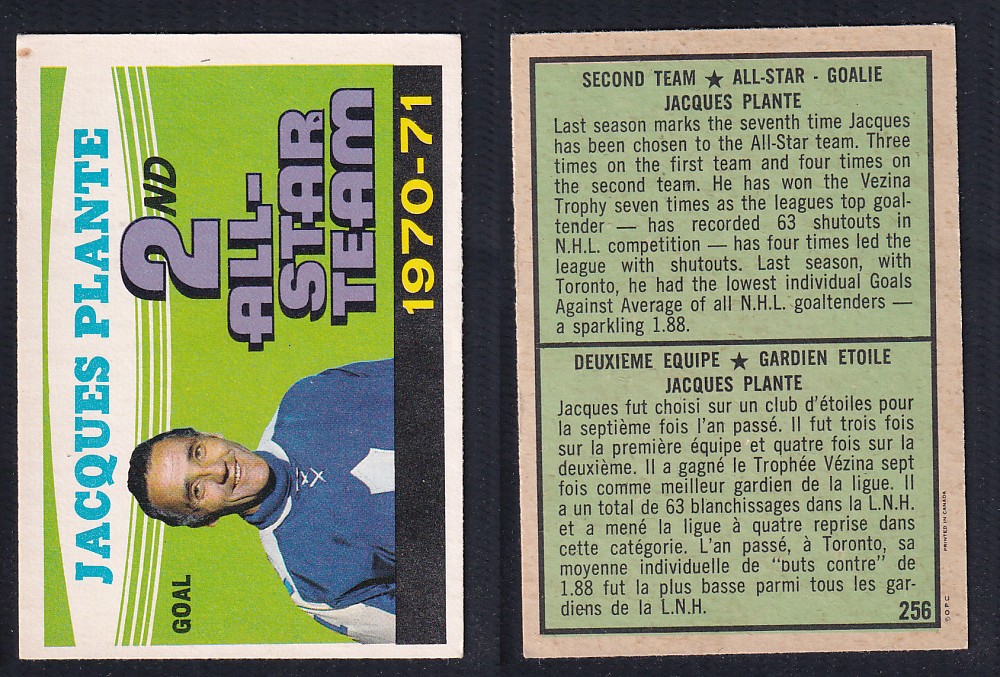 JACQUES PLANTE
2ND
ALL-
STAR
TEAM
1970-71
GOAL
SECOND TEAM ★ ALL-STAR - GOALIE
JACQUES PLANTE
Last season marks the seventh time Jacques
has been chosen to the All-Star team. Three
times on the first team and four times on
the second team. He has won the Vezina
Trophy seven times as the leagues top goal-
tender — has recorded 63 shutouts in
N.H.L. competition — has four times led the
league with shutouts. Last season, with
Toronto, he had the lowest individual Goals
Against Average of all N.H.L. goaltenders —
a sparkling 1.88.
DEUXIEME EQUIPE ★ GARDIEN ETOILE
JACQUES PLANTE
Jacques fut choisi sur un club d'étoiles pour
la septième fois l'an passé. Il fut trois fois
sur la première équipe et quatre fois sur la
deuxième. Il a gagné le Trophée Vézina sept
fois comme meilleur gardien de la ligue. Il
a un total de 63 blanchissages dans la L.N.H.
et a mené la ligue à quatre reprise dans
cette catégorie. L'an passé, à Toronto, sa
moyenne individuelle de "buts contre" de
1.88 fut la plus basse parmi tous les gar-
diens de la L.N.H.
256
© O.P.C.
PRINTED IN CANADA